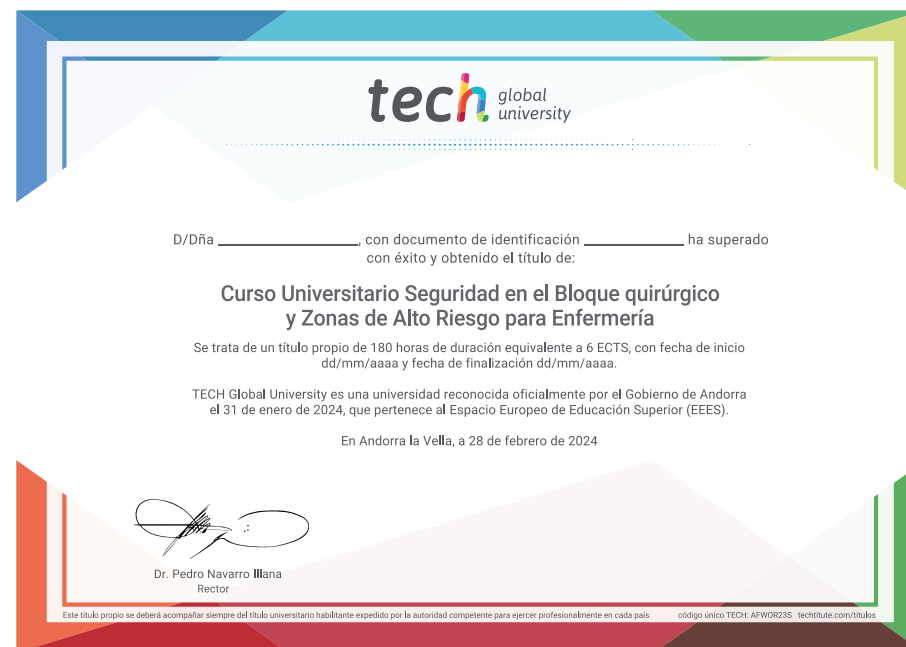 tech global university
D/Dña ____________________, con documento de identificación ______________ ha superado
con éxito y obtenido el título de:
Curso Universitario Seguridad en el Bloque quirúrgico
y Zonas de Alto Riesgo para Enfermería
Se trata de un título propio de 180 horas de duración equivalente a 6 ECTS, con fecha de inicio
dd/mm/aaaa y fecha de finalización dd/mm/aaaa.
TECH Global University es una universidad reconocida oficialmente por el Gobierno de Andorra
el 31 de enero de 2024, que pertenece al Espacio Europeo de Educación Superior (EEES).
En Andorra la Vella, a 28 de febrero de 2024
Dr. Pedro Navarro Illana
Rector
Este título propio se deberá acompañar siempre del título universitario habilitante expedido por la autoridad competente para ejercer profesionalmente en cada país. código único TECH: AFWOR23S techtitute.com/titulos